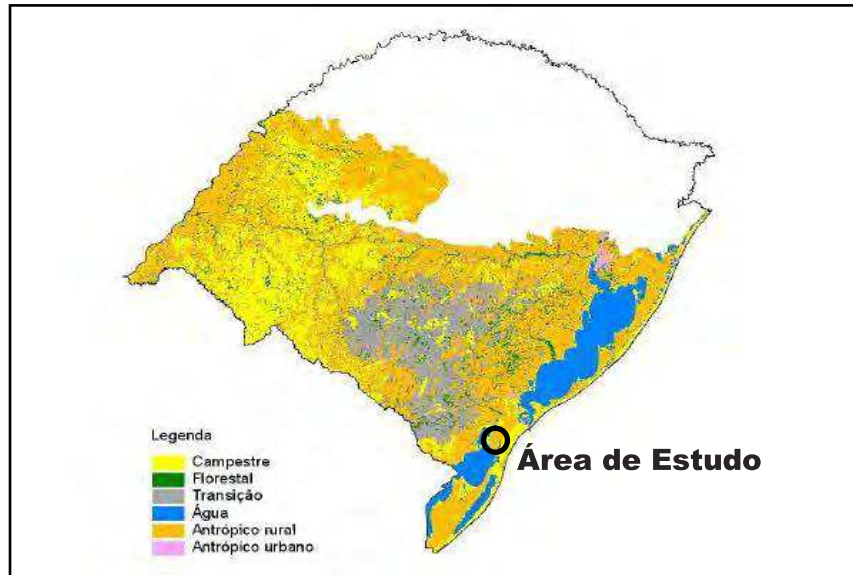 Legenda
Campestre
Florestal
Transição
Água
Antrópico rural
Antrópico urbano
Área de Estudo